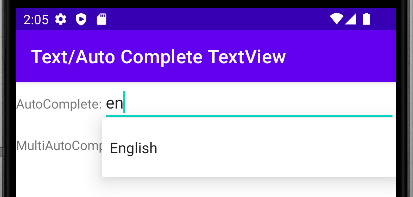 2:05
Text/Auto Complete TextView
AutoComplete: en
English
MultiAutoComp